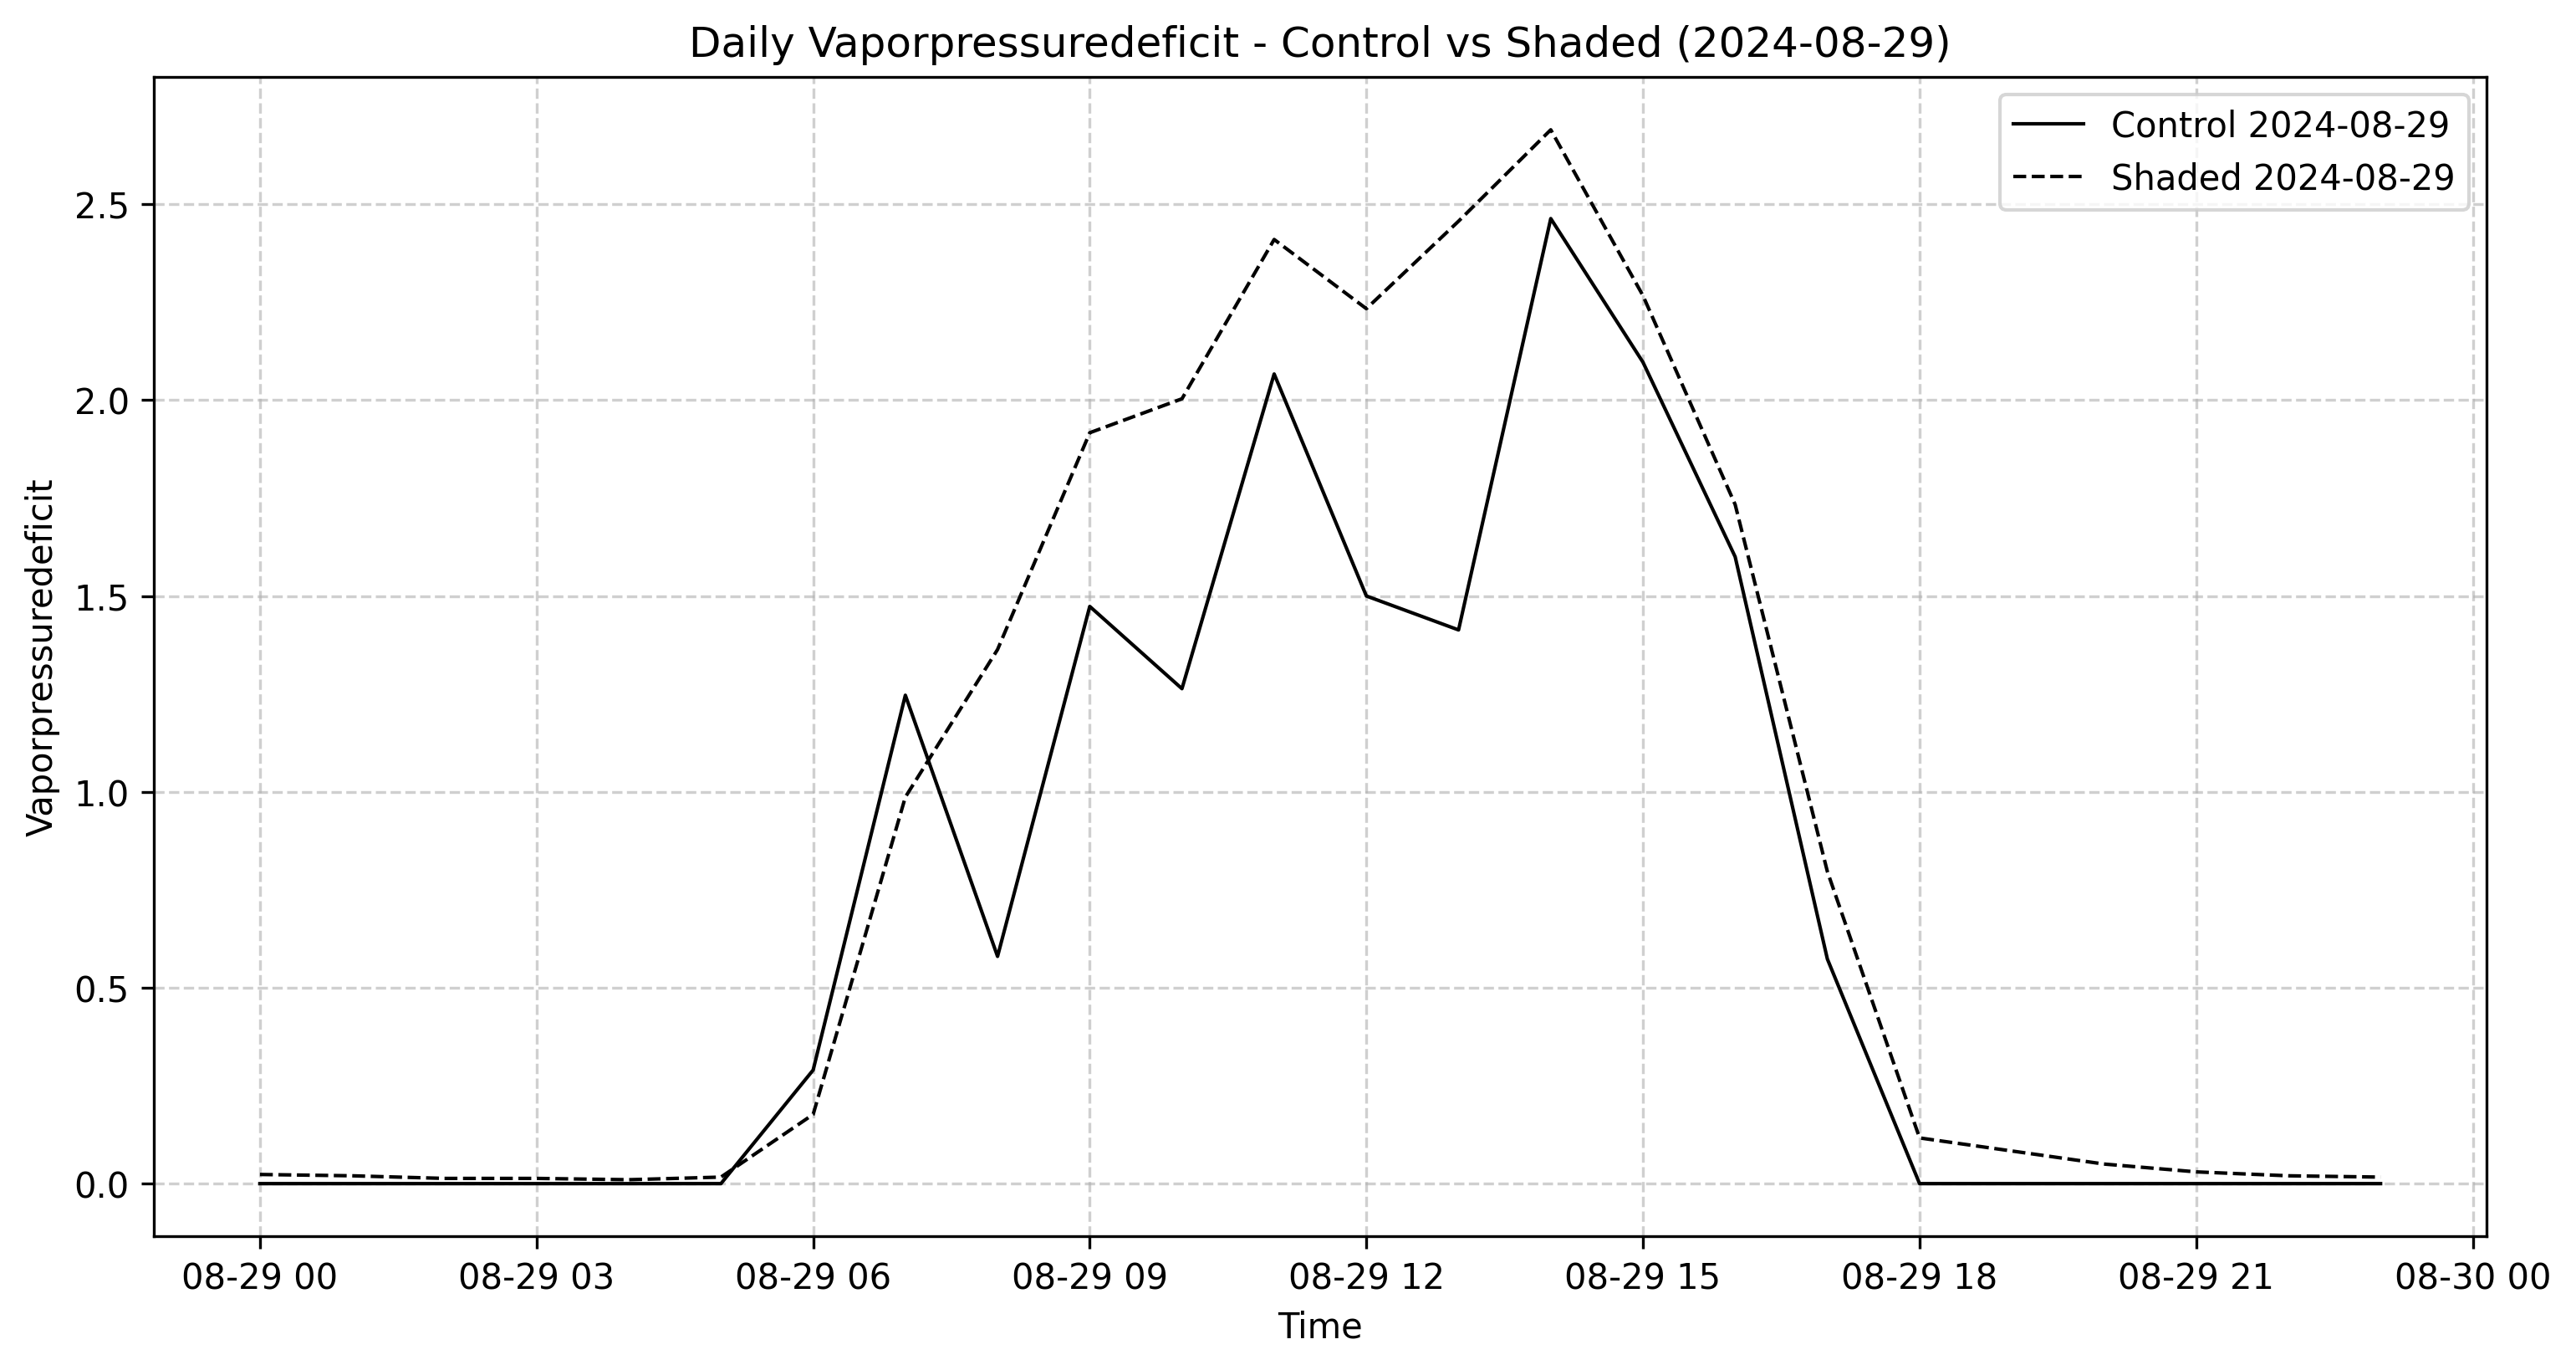 Daily Vaporpressuredeficit - Control vs Shaded (2024-08-29)
Control 2024-08-29
Shaded 2024-08-29
Vaporpressuredeficit
2.5
2.0
1.5
1.0
0.5
0.0
08-29 00 08-29 03 08-29 06 08-29 09 08-29 12 08-29 15 08-29 18 08-29 21 08-30 00
Time